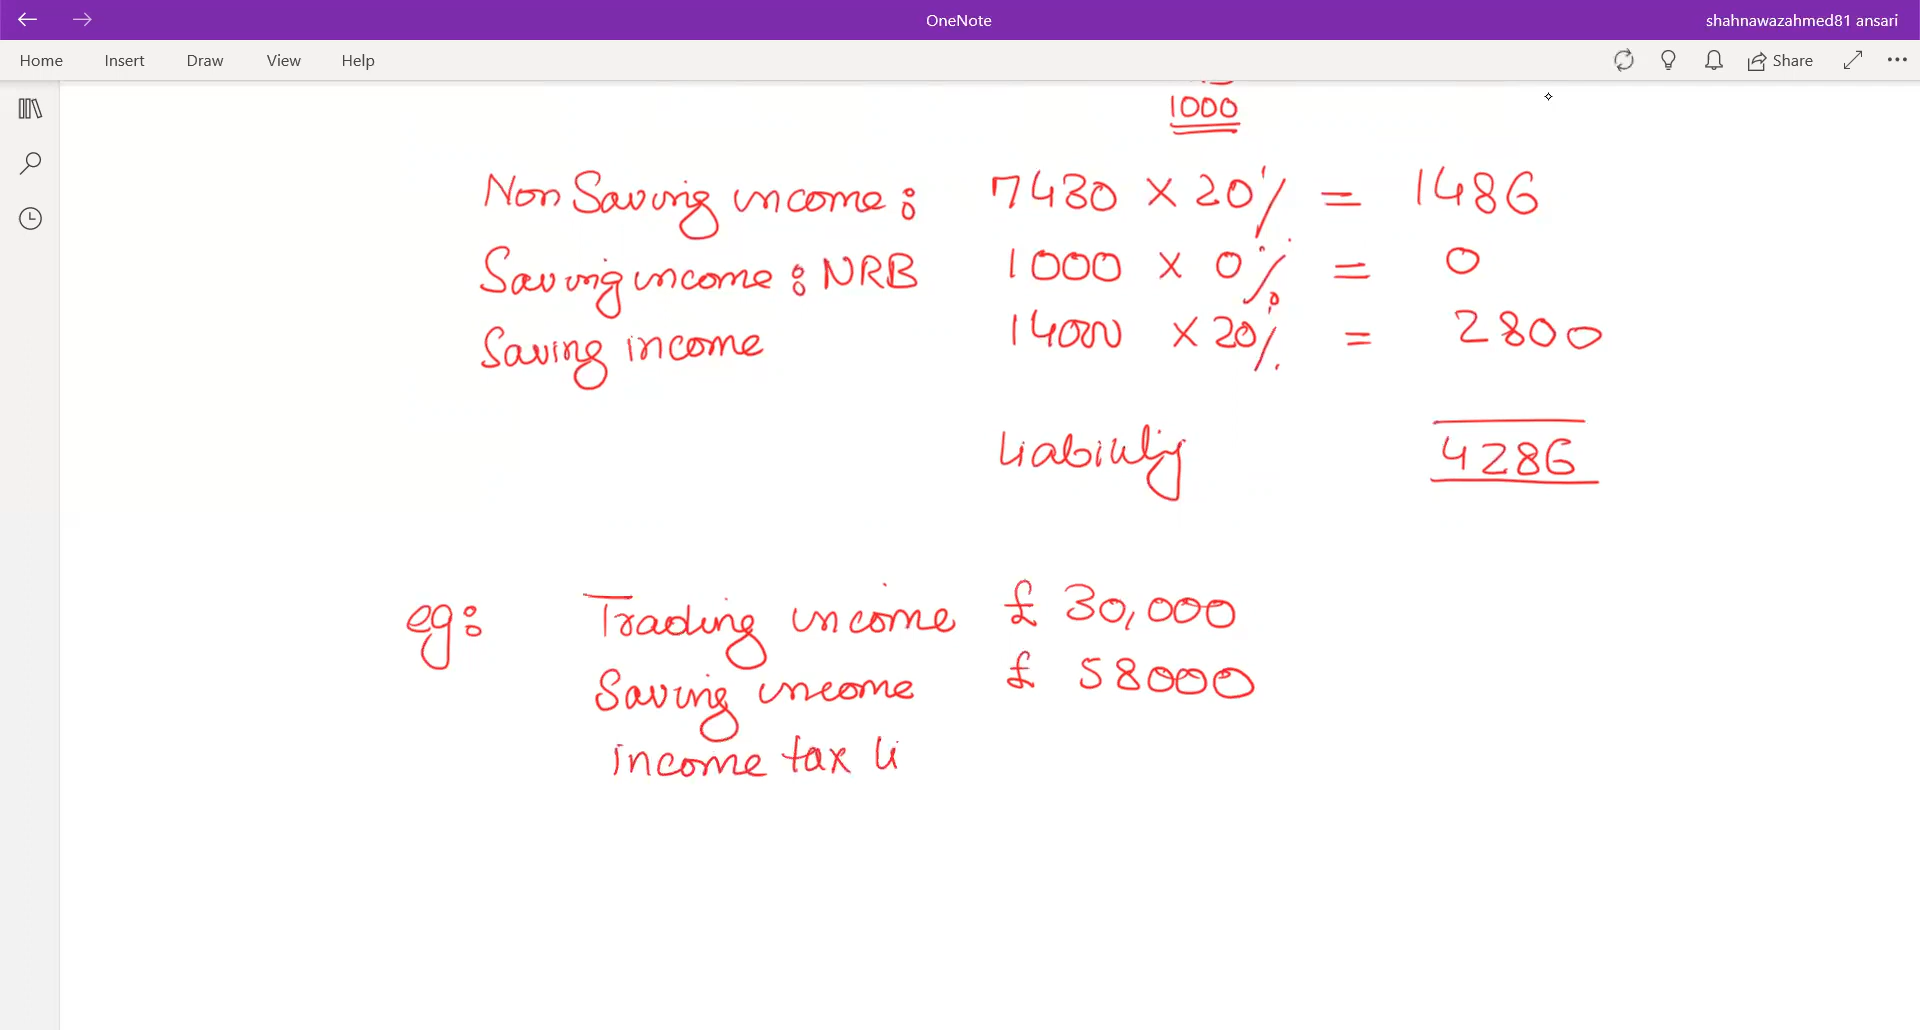 OneNote
shahnawazahmed81 ansari
Home Insert Draw View Help Share
1000
Non Saving income: 7430 × 20% = 1486
Saving income: NRB 1000 × 0% = 0
Saving income 14000 × 20% = 2800
Liability 4286
eg: Trading income £ 30,000
Saving income £ 58000
income tax li